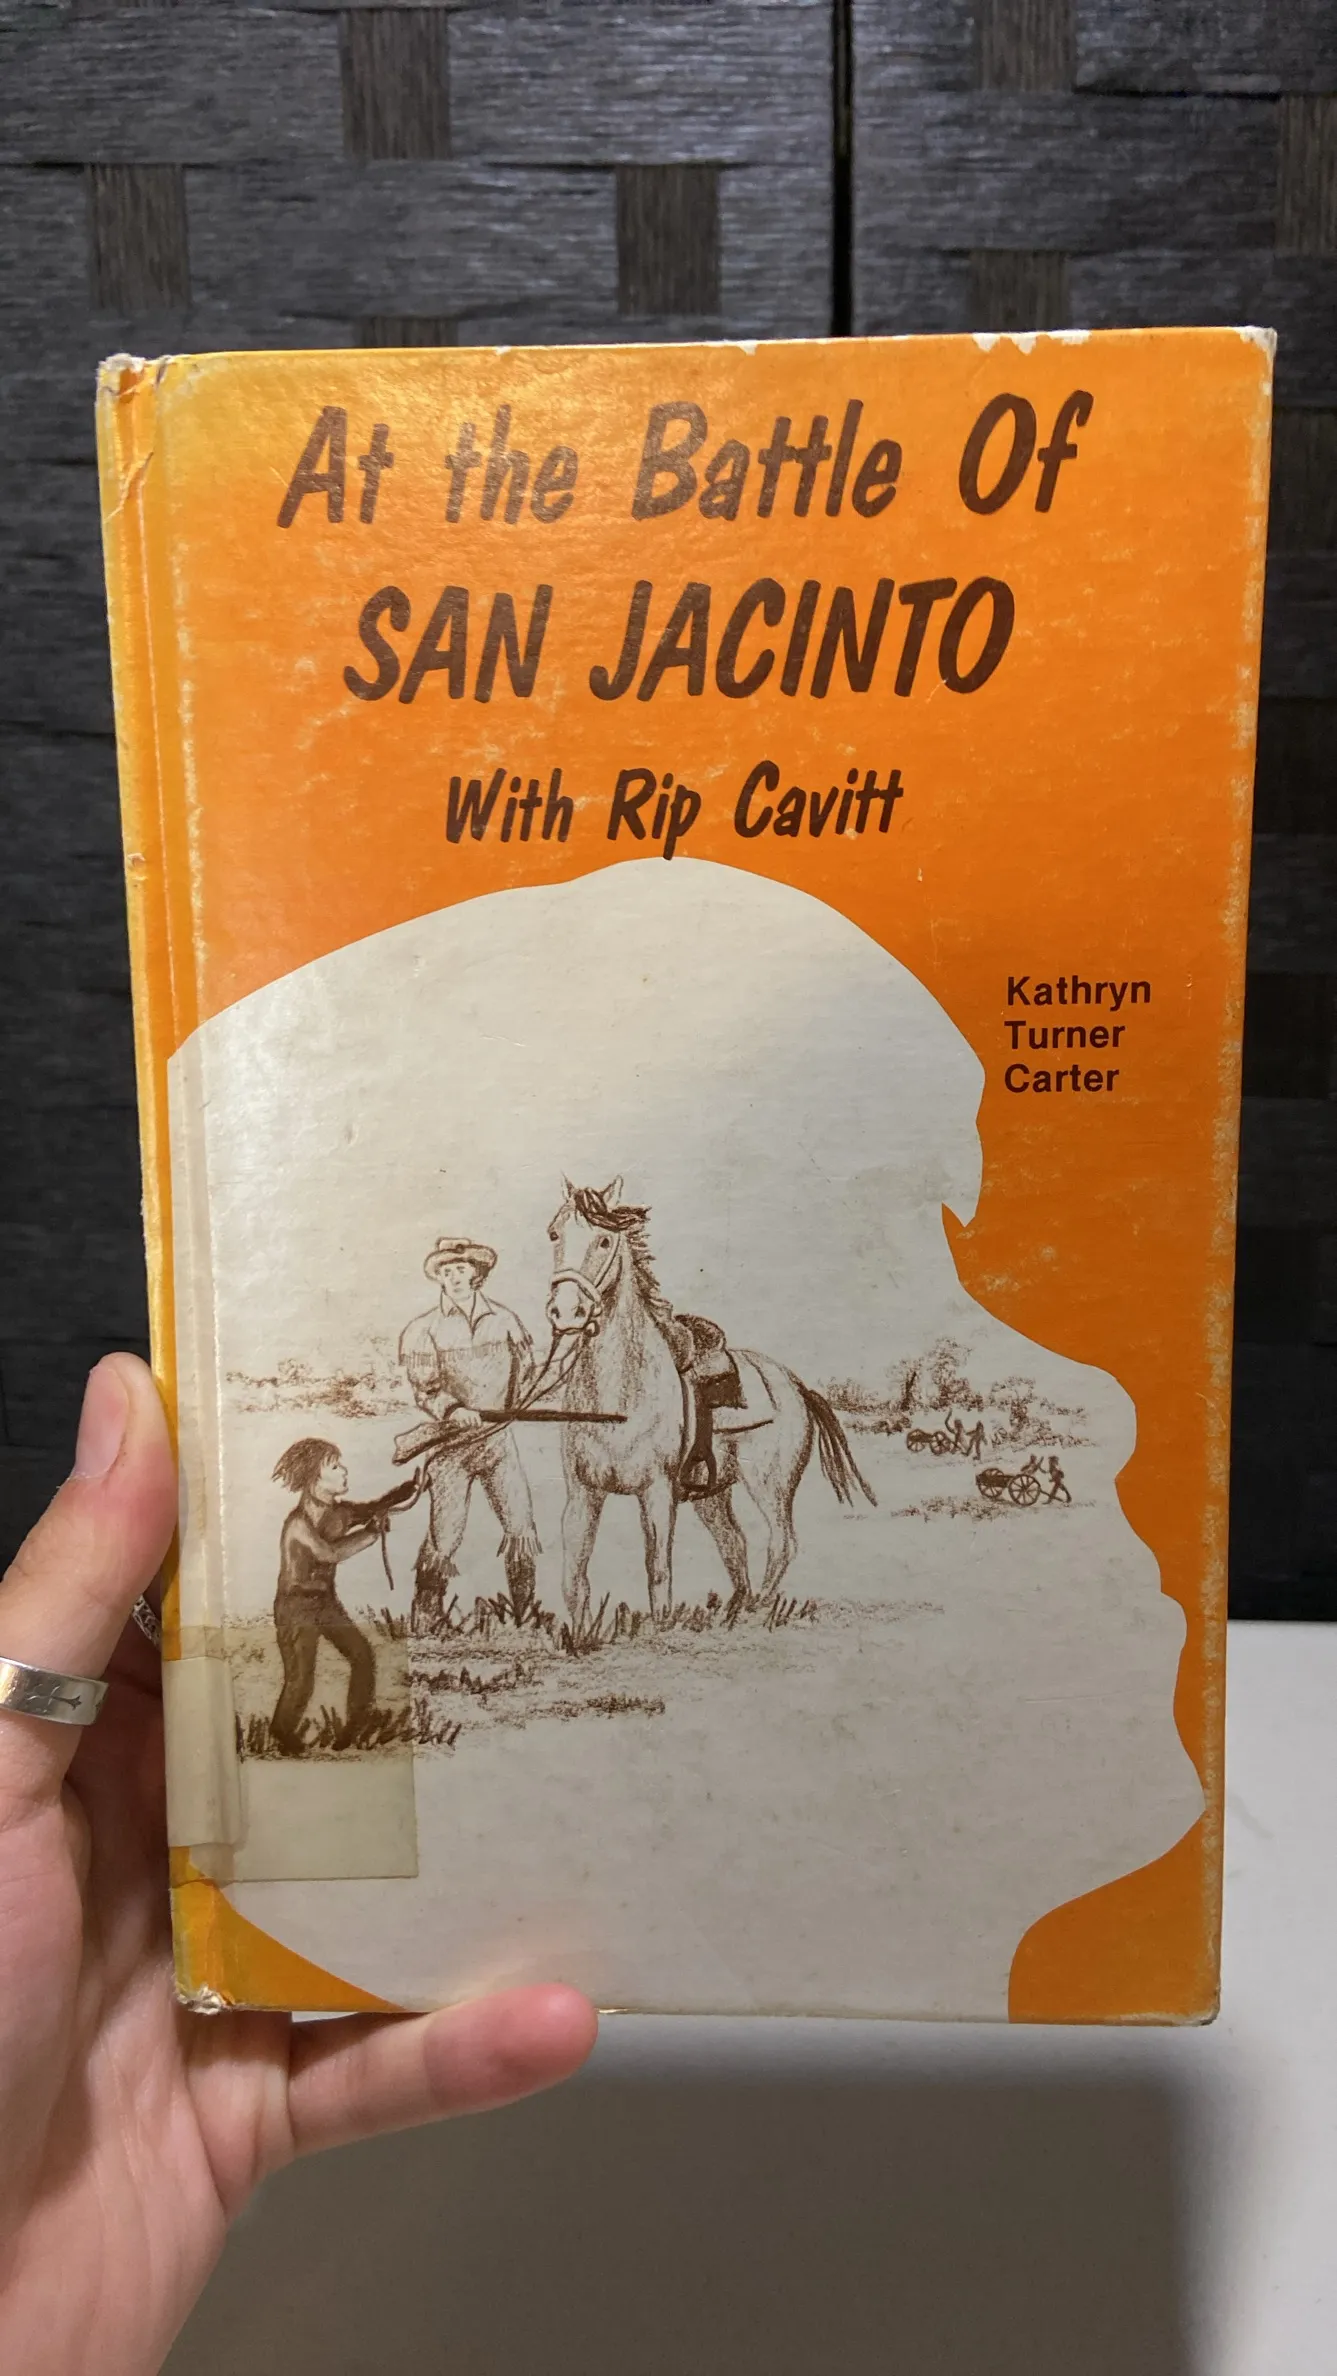 At the Battle Of
SAN JACINTO
With Rip Cavitt
Kathryn
Turner
Carter